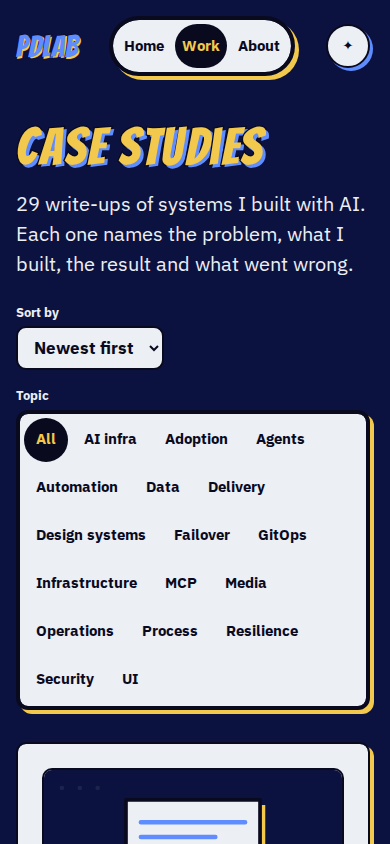 PDLAB
Home Work About
CASE STUDIES
29 write-ups of systems I built with AI.
Each one names the problem, what I
built, the result and what went wrong.
Sort by
Newest first
Topic
All AI infra Adoption Agents
Automation Data Delivery
Design systems Failover GitOps
Infrastructure MCP Media
Operations Process Resilience
Security UI